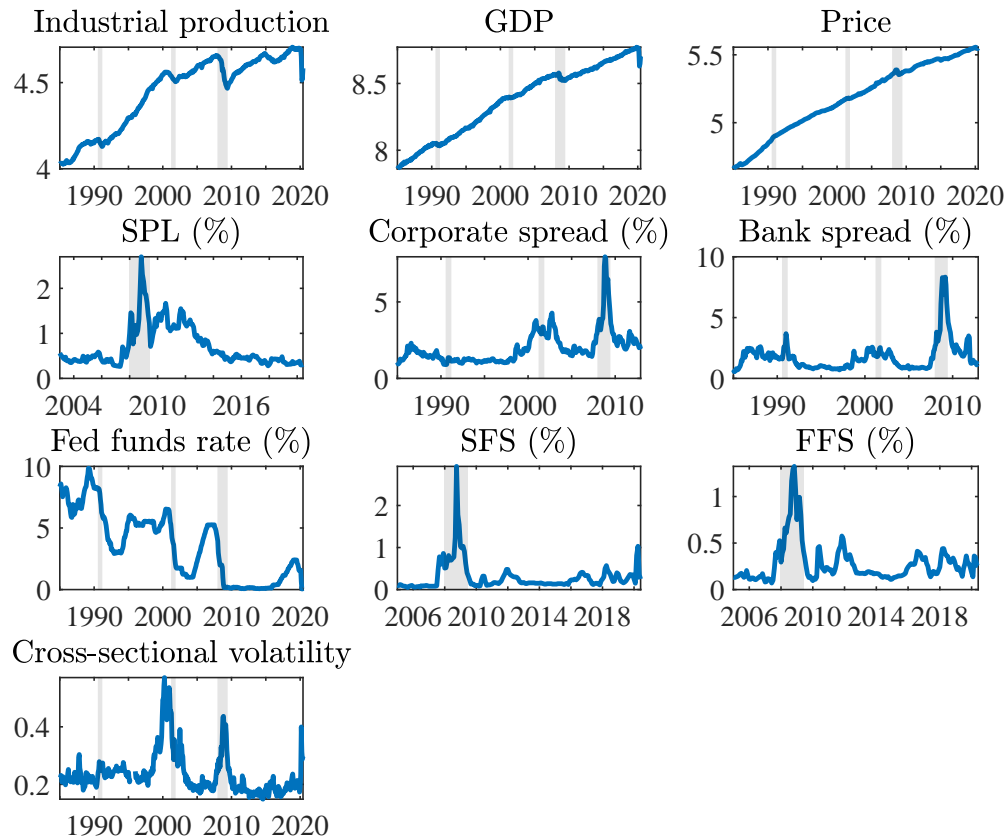 Industrial production GDP Price
4.5 8.5 5.5
5
4 8
1990 2000 2010 2020 1990 2000 2010 2020 1990 2000 2010 2020
SPL (%) Corporate spread (%) Bank spread (%)
10
2
5 5
1
0 0 0
2004 2010 2016 1990 2000 2010 1990 2000 2010
Fed funds rate (%) SFS (%) FFS (%)
10
2 1
5
1 0.5
0 0 0
1990 2000 2010 2020 2006 2010 2014 2018 2006 2010 2014 2018
Cross-sectional volatility
0.4
0.2
1990 2000 2010 2020